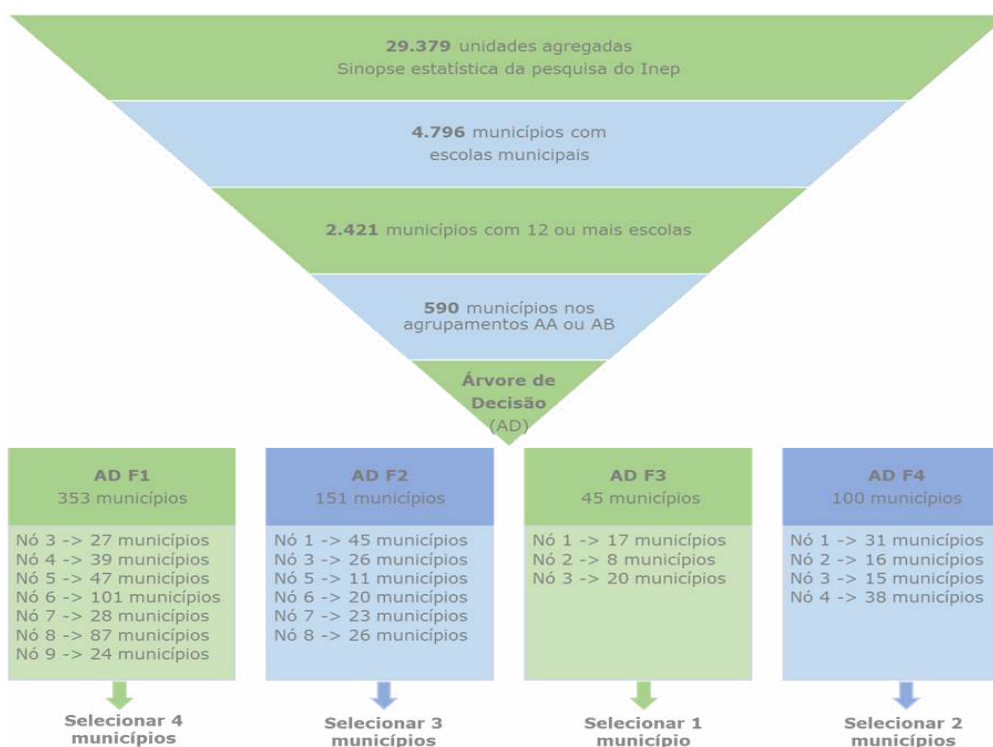 29.379 unidades agregadas
Sinopse estatística da pesquisa do Inep
4.796 municípios com
escolas municipais
2.421 municípios com 12 ou mais escolas
590 municípios nos
agrupamentos AA ou AB
Árvore de
Decisão
(AD)
AD F1
353 municípios
Nó 3 -> 27 municípios
Nó 4 -> 39 municípios
Nó 5 -> 47 municípios
Nó 6 -> 101 municípios
Nó 7 -> 28 municípios
Nó 8 -> 87 municípios
Nó 9 -> 24 municípios
Selecionar 4
municípios
AD F2
151 municípios
Nó 1 -> 45 municípios
Nó 3 -> 26 municípios
Nó 5 -> 11 municípios
Nó 6 -> 20 municípios
Nó 7 -> 23 municípios
Nó 8 -> 26 municípios
Selecionar 3
municípios
AD F3
45 municípios
Nó 1 -> 17 municípios
Nó 2 -> 8 municípios
Nó 3 -> 20 municípios
Selecionar 1
município
AD F4
100 municípios
Nó 1 -> 31 municípios
Nó 2 -> 16 municípios
Nó 3 -> 15 municípios
Nó 4 -> 38 municípios
Selecionar 2
municípios